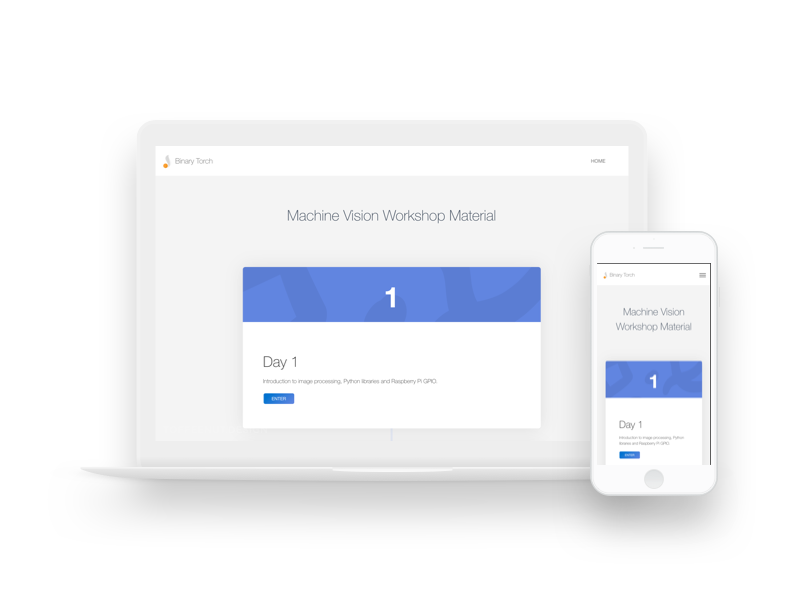 Binary Torch
HOME
Machine Vision Workshop Material
1
Day 1
Introduction to image processing, Python libraries and Raspberry PI GPIO.
ENTER
Binary Torch
Machine Vision
Workshop Material
1
Day 1
Introduction to image processing, Python
libraries and Raspberry PI GPIO.
ENTER